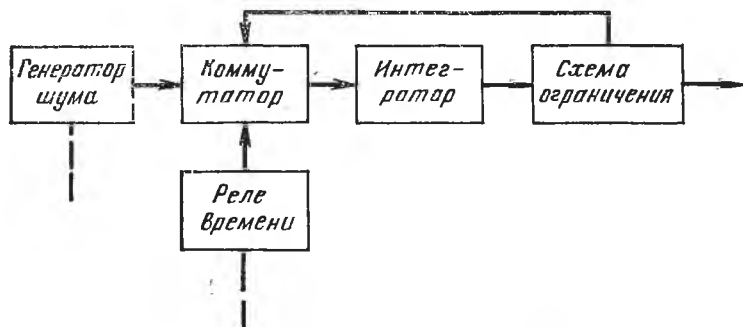 Генератор
шума
Комму-
татор
Интег-
ратор
Схема
ограничения
Реле
времени